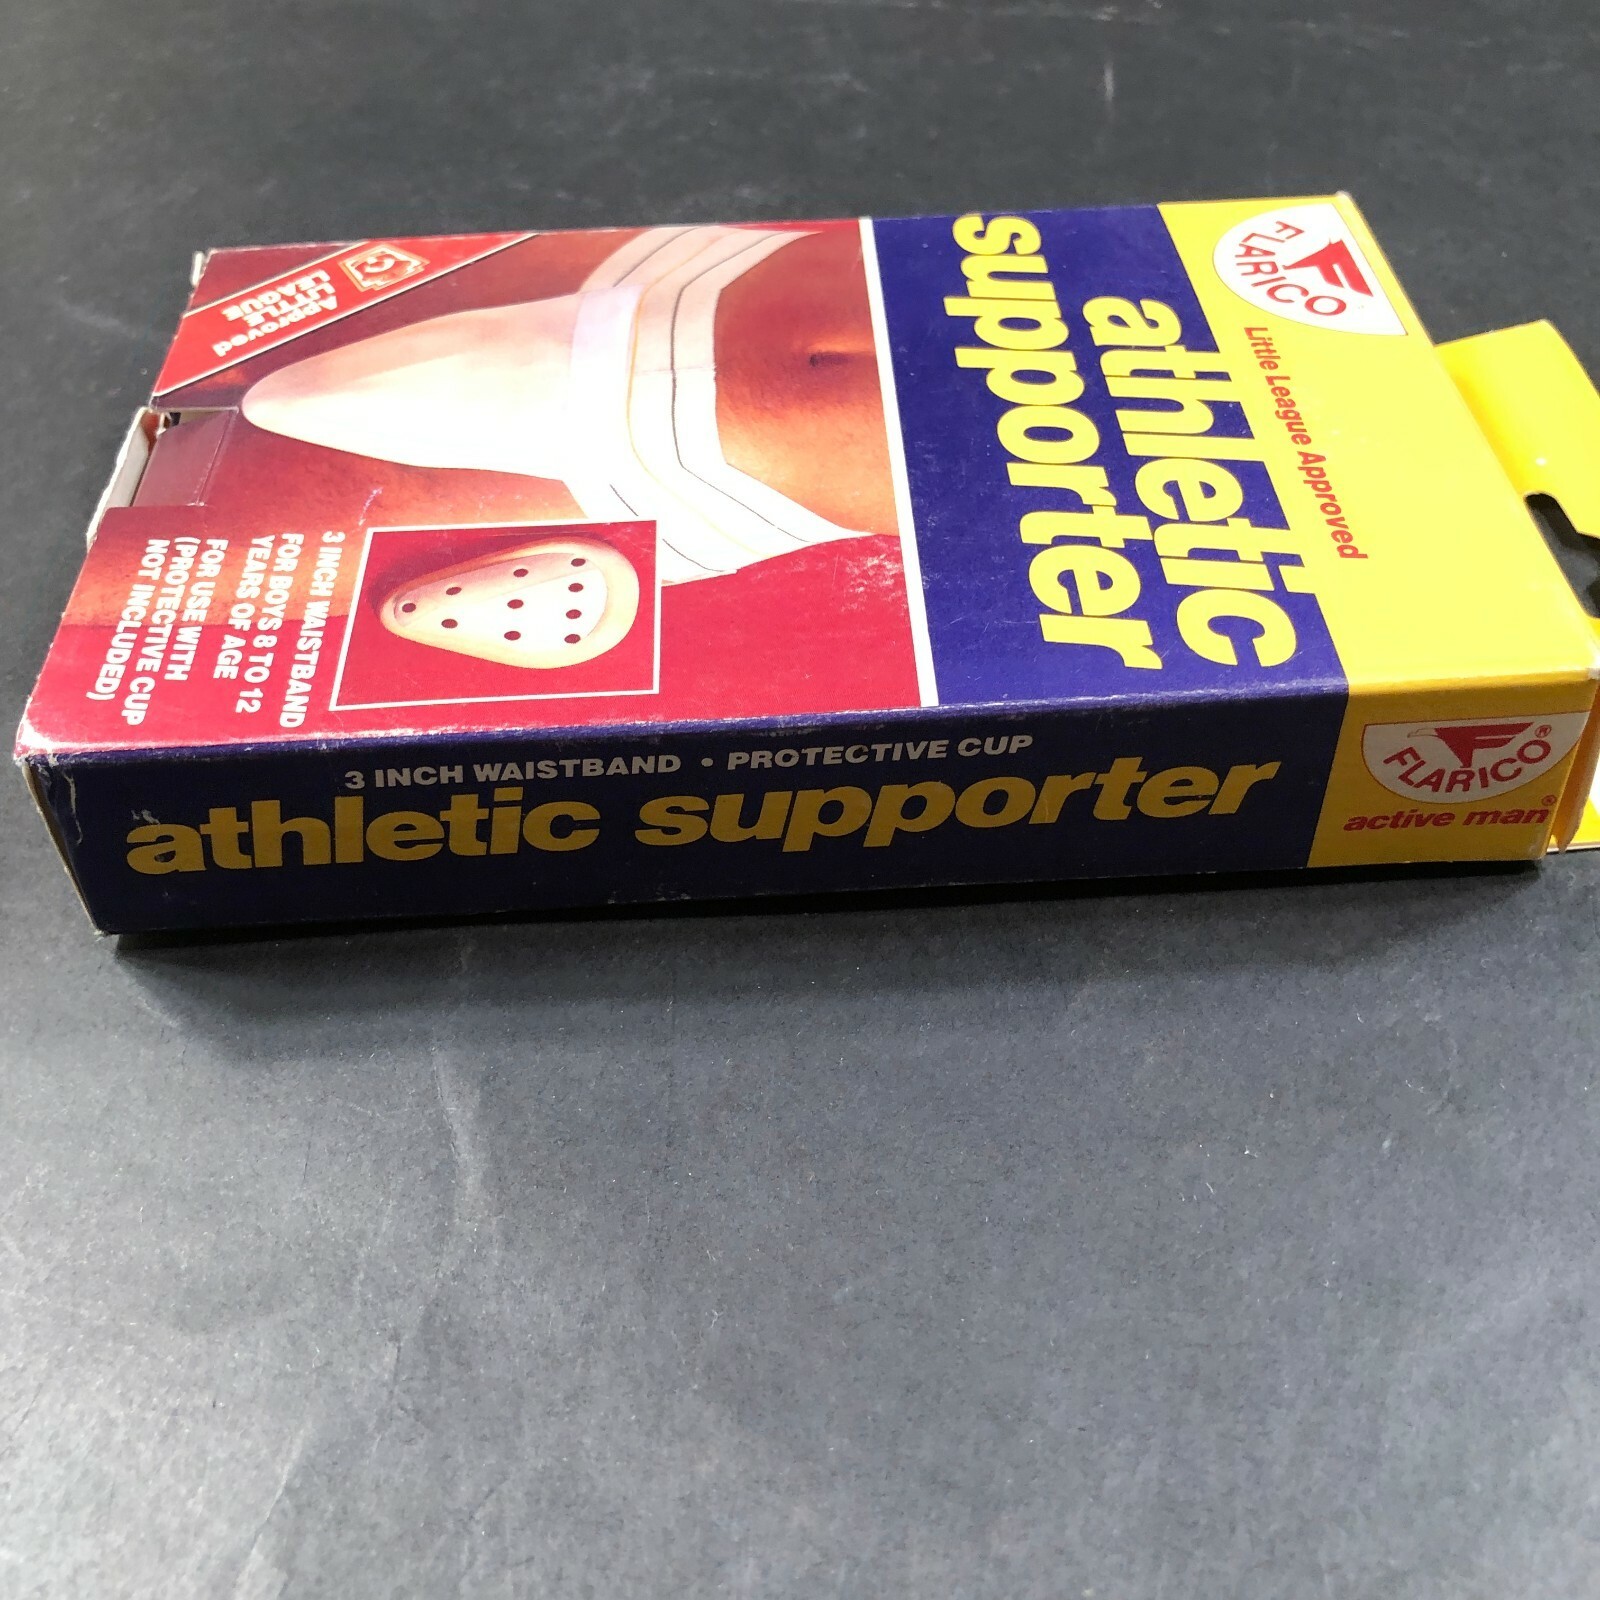 FLARICO
Little League Approved
athletic
supporter
Approved
LITTLE
LEAGUE
3 INCH WAISTBAND
FOR BOYS 8 TO 12
YEARS OF AGE
FOR USE WITH
(PROTECTIVE CUP
NOT INCLUDED)
3 INCH WAISTBAND • PROTECTIVE CUP
athletic supporter
FLARICO®
active man®